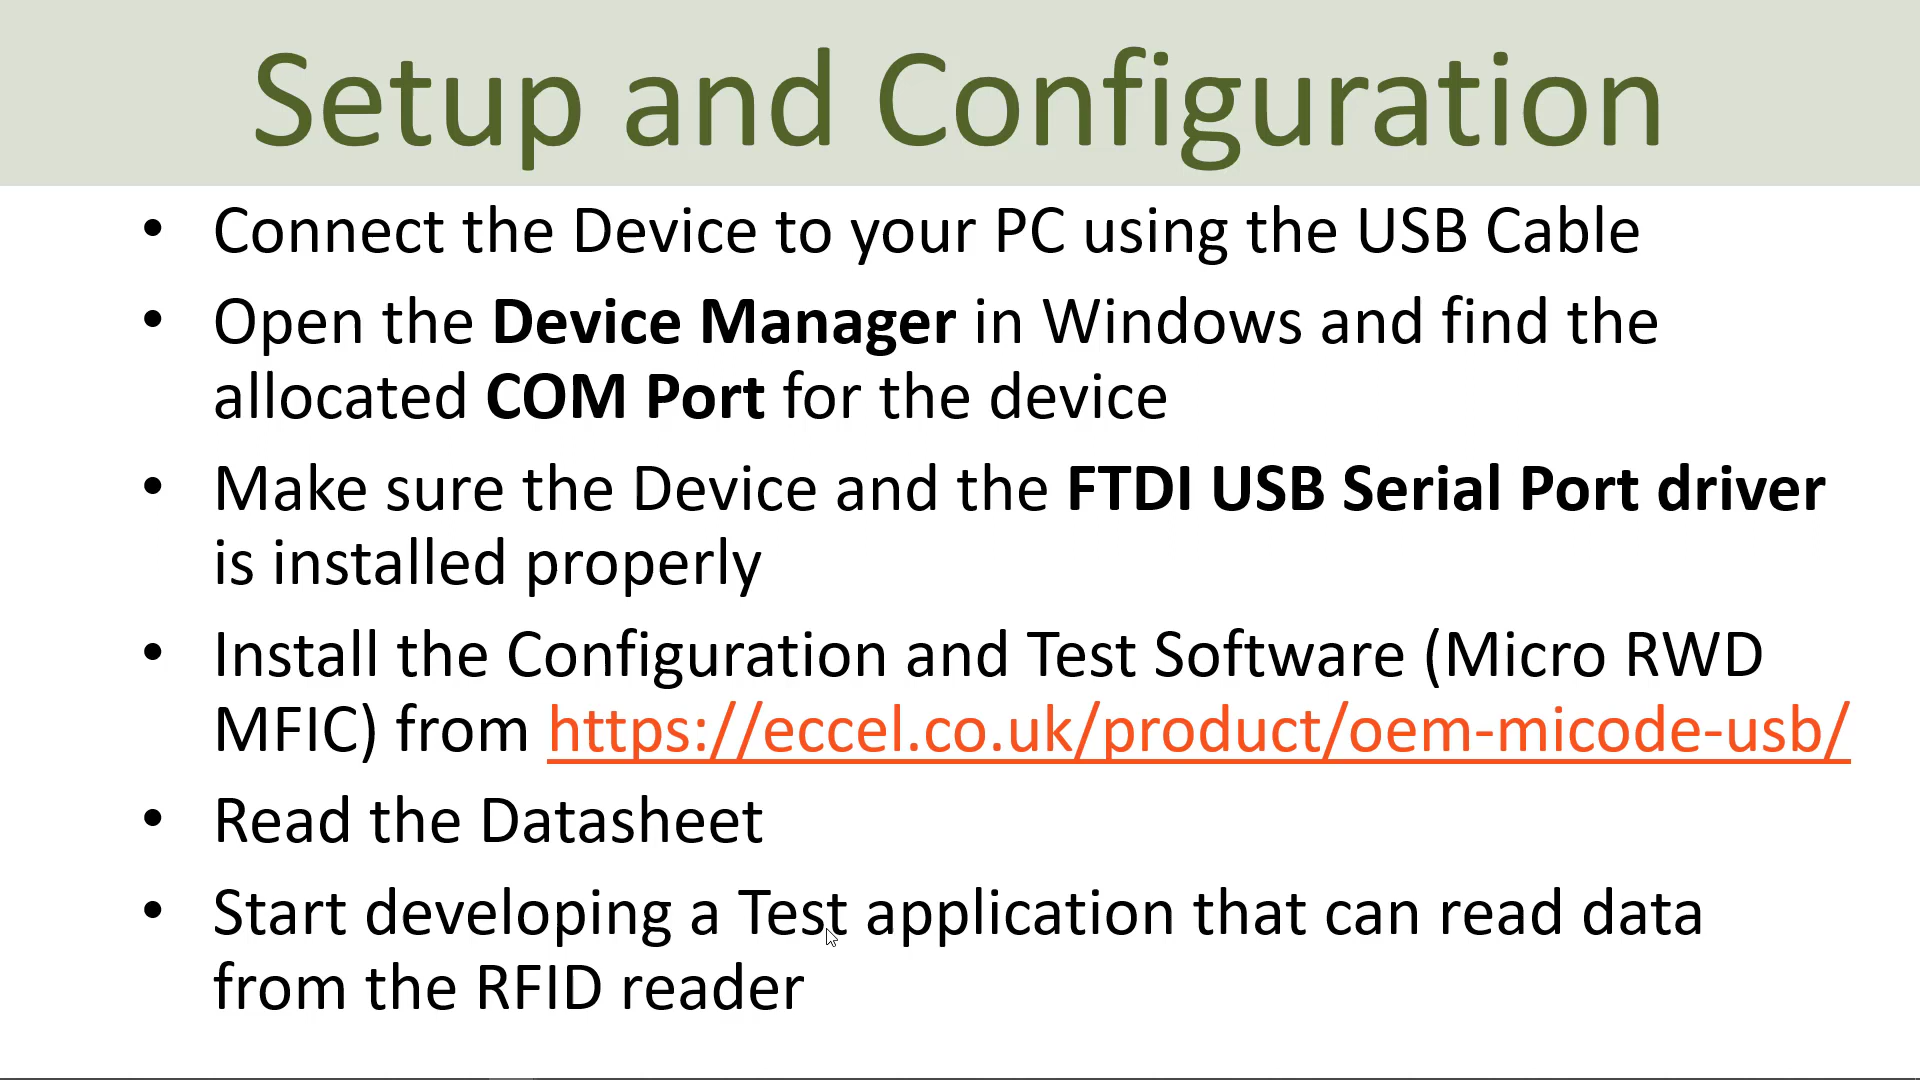 Setup and Configuration
• Connect the Device to your PC using the USB Cable
• Open the Device Manager in Windows and find the
allocated COM Port for the device
• Make sure the Device and the FTDI USB Serial Port driver
is installed properly
• Install the Configuration and Test Software (Micro RWD
MFIC) from https://eccel.co.uk/product/oem-micode-usb/
• Read the Datasheet
• Start developing a Test application that can read data
from the RFID reader